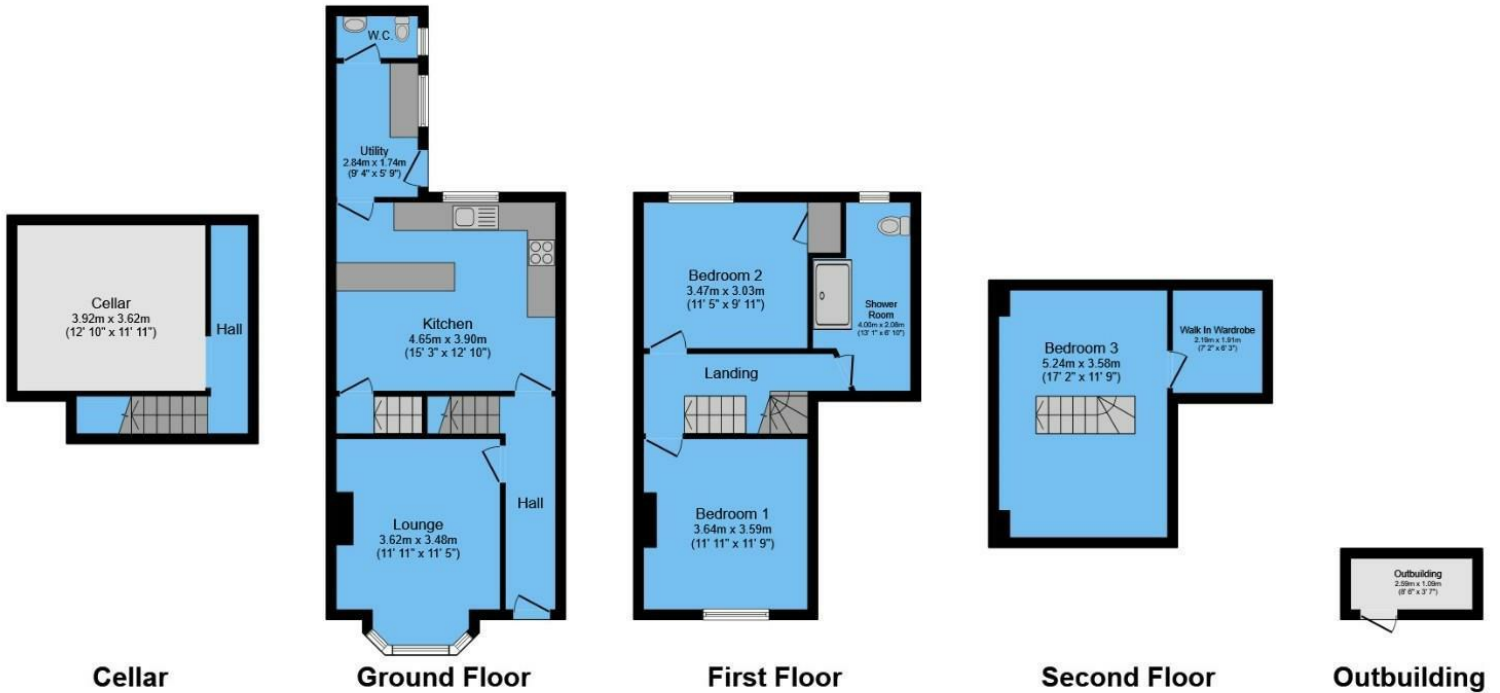 Cellar
3.92m x 3.62m
(12' 10" x 11' 11")
Hall
Cellar
W.C.
Utility
2.84m x 1.74m
(9' 4" x 5' 9")
Kitchen
4.65m x 3.90m
(15' 3" x 12' 10")
Lounge
3.62m x 3.48m
(11' 11" x 11' 5")
Hall
Ground Floor
Bedroom 2
3.47m x 3.03m
(11' 5" x 9' 11")
Shower
Room
4.00m x 2.08m
(13' 1" x 6' 10")
Landing
Bedroom 1
3.64m x 3.59m
(11' 11" x 11' 9")
First Floor
Bedroom 3
5.24m x 3.58m
(17' 2" x 11' 9")
Walk In Wardrobe
2.19m x 1.91m
(7' 2" x 6' 3")
Second Floor
Outbuilding
2.59m x 1.09m
(8' 6" x 3' 7")
Outbuilding